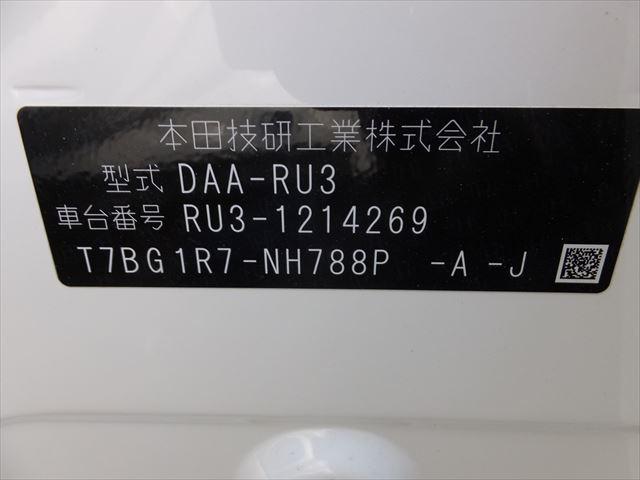 本田技研工業株式会社
型式 DAA-RU3
車台番号 RU3-1214269
T7BG1R7-NH788P -A -J